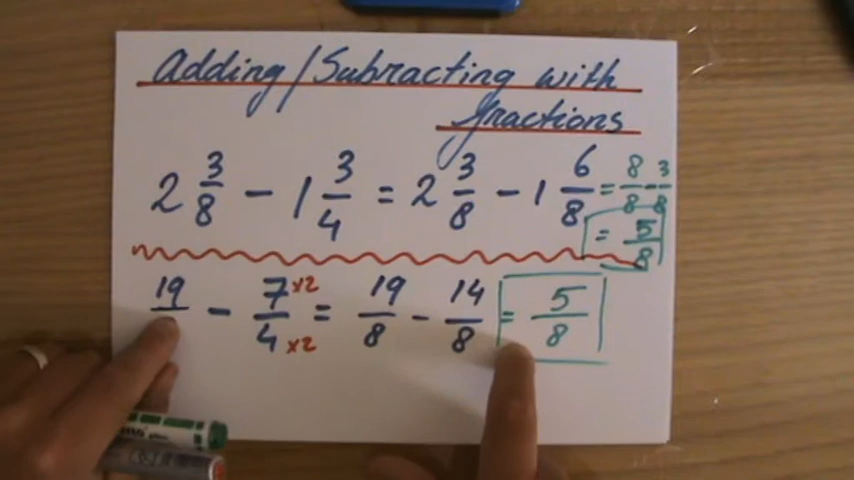 Adding/Subracting with
fractions
2 3/8 - 1 3/4 = 2 3/8 - 1 6/8 = 8/8 - 3/8
= 5/8
19/ - 7/4 ×2 ×2 = 19/8 - 14/8 = 5/8